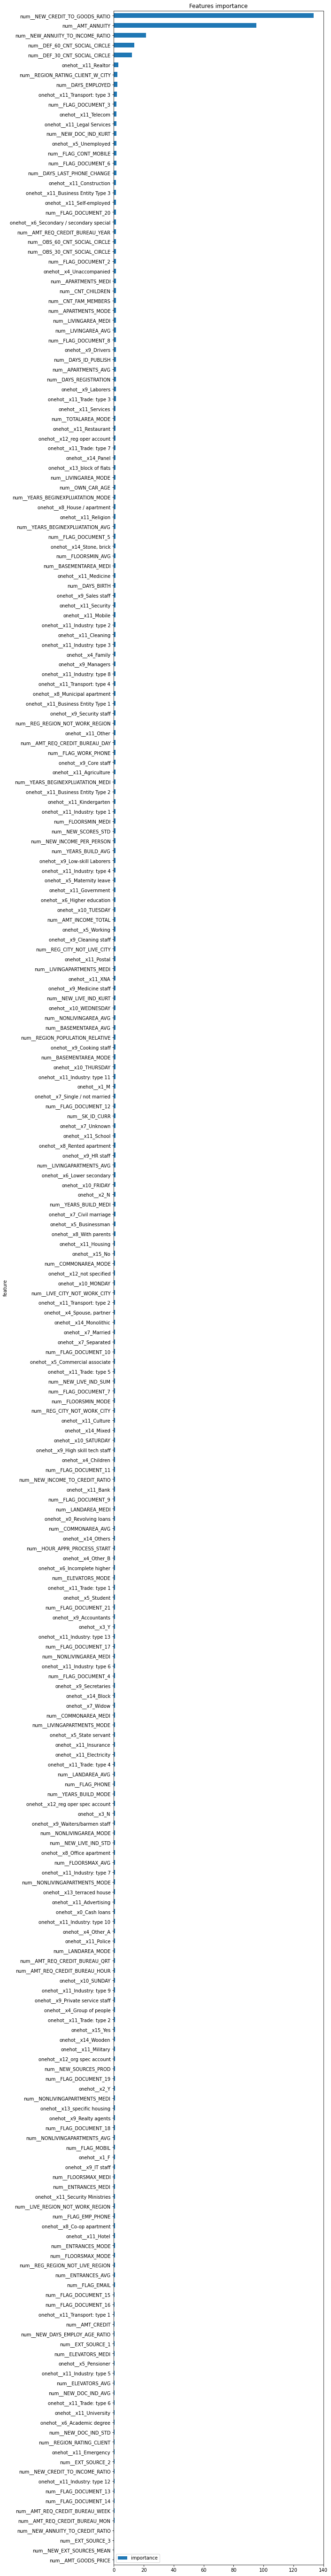 Features importance
num__NEW_CREDIT_TO_GOODS_RATIO
num__AMT_ANNUITY
num__NEW_ANNUITY_TO_INCOME_RATIO
num__DEF_60_CNT_SOCIAL_CIRCLE
num__DEF_30_CNT_SOCIAL_CIRCLE
onehot__x11_Realtor
num__REGION_RATING_CLIENT_W_CITY
num__DAYS_EMPLOYED
onehot__x11_Transport: type 3
num__FLAG_DOCUMENT_3
onehot__x11_Telecom
onehot__x11_Legal Services
num__NEW_DOC_IND_KURT
onehot__x5_Unemployed
num__FLAG_CONT_MOBILE
num__FLAG_DOCUMENT_6
num__DAYS_LAST_PHONE_CHANGE
onehot__x11_Construction
onehot__x11_Business Entity Type 3
onehot__x11_Self-employed
num__FLAG_DOCUMENT_20
onehot__x6_Secondary / secondary special
num__AMT_REQ_CREDIT_BUREAU_YEAR
num__OBS_60_CNT_SOCIAL_CIRCLE
num__OBS_30_CNT_SOCIAL_CIRCLE
num__FLAG_DOCUMENT_2
onehot__x4_Unaccompanied
num__APARTMENTS_MEDI
num__CNT_CHILDREN
num__CNT_FAM_MEMBERS
num__APARTMENTS_MODE
num__LIVINGAREA_MEDI
num__LIVINGAREA_AVG
num__FLAG_DOCUMENT_8
onehot__x9_Drivers
num__DAYS_ID_PUBLISH
num__APARTMENTS_AVG
num__DAYS_REGISTRATION
onehot__x9_Laborers
onehot__x11_Trade: type 3
onehot__x11_Services
num__TOTALAREA_MODE
onehot__x11_Restaurant
onehot__x12_reg oper account
onehot__x11_Trade: type 7
onehot__x14_Panel
onehot__x13_block of flats
num__LIVINGAREA_MODE
num__OWN_CAR_AGE
num__YEARS_BEGINEXPLUATATION_MODE
onehot__x8_House / apartment
onehot__x11_Religion
num__YEARS_BEGINEXPLUATATION_AVG
num__FLAG_DOCUMENT_5
onehot__x14_Stone, brick
num__FLOORSMIN_AVG
num__BASEMENTAREA_MEDI
onehot__x11_Medicine
num__DAYS_BIRTH
onehot__x9_Sales staff
onehot__x11_Security
onehot__x11_Mobile
onehot__x11_Industry: type 2
onehot__x11_Cleaning
onehot__x11_Industry: type 3
onehot__x4_Family
onehot__x9_Managers
onehot__x11_Industry: type 8
onehot__x11_Transport: type 4
onehot__x8_Municipal apartment
onehot__x11_Business Entity Type 1
onehot__x9_Security staff
num__REG_REGION_NOT_WORK_REGION
onehot__x11_Other
num__AMT_REQ_CREDIT_BUREAU_DAY
num__FLAG_WORK_PHONE
onehot__x9_Core staff
onehot__x11_Agriculture
num__YEARS_BEGINEXPLUATATION_MEDI
onehot__x11_Business Entity Type 2
onehot__x11_Kindergarten
onehot__x11_Industry: type 1
num__FLOORSMIN_MEDI
num__NEW_SCORES_STD
num__NEW_INCOME_PER_PERSON
num__YEARS_BUILD_AVG
onehot__x9_Low-skill Laborers
onehot__x11_Industry: type 4
onehot__x5_Maternity leave
onehot__x11_Government
onehot__x6_Higher education
onehot__x10_TUESDAY
num__AMT_INCOME_TOTAL
onehot__x5_Working
onehot__x9_Cleaning staff
num__REG_CITY_NOT_LIVE_CITY
onehot__x11_Postal
num__LIVINGAPARTMENTS_MEDI
onehot__x11_XNA
onehot__x9_Medicine staff
num__NEW_LIVE_IND_KURT
onehot__x10_WEDNESDAY
num__NONLIVINGAREA_AVG
num__BASEMENTAREA_AVG
num__REGION_POPULATION_RELATIVE
onehot__x9_Cooking staff
num__BASEMENTAREA_MODE
onehot__x10_THURSDAY
onehot__x11_Industry: type 11
onehot__x1_M
onehot__x7_Single / not married
num__FLAG_DOCUMENT_12
num__SK_ID_CURR
onehot__x7_Unknown
onehot__x11_School
onehot__x8_Rented apartment
onehot__x9_HR staff
num__LIVINGAPARTMENTS_AVG
onehot__x6_Lower secondary
onehot__x10_FRIDAY
onehot__x2_N
num__YEARS_BUILD_MEDI
onehot__x7_Civil marriage
onehot__x5_Businessman
onehot__x8_With parents
onehot__x11_Housing
onehot__x15_No
num__COMMONAREA_MODE
onehot__x12_not specified
onehot__x10_MONDAY
num__LIVE_CITY_NOT_WORK_CITY
onehot__x11_Transport: type 2
onehot__x4_Spouse, partner
onehot__x14_Monolithic
onehot__x7_Married
onehot__x7_Separated
num__FLAG_DOCUMENT_10
onehot__x5_Commercial associate
onehot__x11_Trade: type 5
num__NEW_LIVE_IND_SUM
num__FLAG_DOCUMENT_7
num__FLOORSMIN_MODE
num__REG_CITY_NOT_WORK_CITY
onehot__x11_Culture
onehot__x14_Mixed
onehot__x10_SATURDAY
onehot__x9_High skill tech staff
onehot__x4_Children
num__FLAG_DOCUMENT_11
num__NEW_INCOME_TO_CREDIT_RATIO
onehot__x11_Bank
num__FLAG_DOCUMENT_9
num__LANDAREA_MEDI
onehot__x0_Revolving loans
num__COMMONAREA_AVG
onehot__x14_Others
num__HOUR_APPR_PROCESS_START
onehot__x4_Other_B
onehot__x6_Incomplete higher
num__ELEVATORS_MODE
onehot__x11_Trade: type 1
onehot__x5_Student
num__FLAG_DOCUMENT_21
onehot__x9_Accountants
onehot__x3_Y
onehot__x11_Industry: type 13
num__FLAG_DOCUMENT_17
num__NONLIVINGAREA_MEDI
onehot__x11_Industry: type 6
num__FLAG_DOCUMENT_4
onehot__x9_Secretaries
onehot__x14_Block
onehot__x7_Widow
num__COMMONAREA_MEDI
num__LIVINGAPARTMENTS_MODE
onehot__x5_State servant
onehot__x11_Insurance
onehot__x11_Electricity
onehot__x11_Trade: type 4
num__LANDAREA_AVG
num__FLAG_PHONE
num__YEARS_BUILD_MODE
onehot__x12_reg oper spec account
onehot__x3_N
onehot__x9_Waiters/barmen staff
num__NONLIVINGAREA_MODE
num__NEW_LIVE_IND_STD
onehot__x8_Office apartment
num__FLOORSMAX_AVG
onehot__x11_Industry: type 7
num__NONLIVINGAPARTMENTS_MODE
onehot__x13_terraced house
onehot__x11_Advertising
onehot__x0_Cash loans
onehot__x11_Industry: type 10
onehot__x4_Other_A
onehot__x11_Police
num__LANDAREA_MODE
num__AMT_REQ_CREDIT_BUREAU_QRT
num__AMT_REQ_CREDIT_BUREAU_HOUR
onehot__x10_SUNDAY
onehot__x11_Industry: type 9
onehot__x9_Private service staff
onehot__x4_Group of people
onehot__x11_Trade: type 2
onehot__x15_Yes
onehot__x14_Wooden
onehot__x11_Military
onehot__x12_org spec account
num__NEW_SOURCES_PROD
num__FLAG_DOCUMENT_19
onehot__x2_Y
num__NONLIVINGAPARTMENTS_MEDI
onehot__x13_specific housing
onehot__x9_Realty agents
num__FLAG_DOCUMENT_18
num__NONLIVINGAPARTMENTS_AVG
num__FLAG_MOBIL
onehot__x1_F
onehot__x9_IT staff
num__FLOORSMAX_MEDI
num__ENTRANCES_MEDI
onehot__x11_Security Ministries
num__LIVE_REGION_NOT_WORK_REGION
num__FLAG_EMP_PHONE
onehot__x8_Co-op apartment
onehot__x11_Hotel
num__ENTRANCES_MODE
num__FLOORSMAX_MODE
num__REG_REGION_NOT_LIVE_REGION
num__ENTRANCES_AVG
num__FLAG_EMAIL
num__FLAG_DOCUMENT_15
num__FLAG_DOCUMENT_16
onehot__x11_Transport: type 1
num__AMT_CREDIT
num__NEW_DAYS_EMPLOY_AGE_RATIO
num__EXT_SOURCE_1
num__ELEVATORS_MEDI
onehot__x5_Pensioner
onehot__x11_Industry: type 5
num__ELEVATORS_AVG
num__NEW_DOC_IND_AVG
onehot__x11_Trade: type 6
onehot__x11_University
onehot__x6_Academic degree
num__NEW_DOC_IND_STD
num__REGION_RATING_CLIENT
onehot__x11_Emergency
num__EXT_SOURCE_2
num__NEW_CREDIT_TO_INCOME_RATIO
onehot__x11_Industry: type 12
num__FLAG_DOCUMENT_13
num__FLAG_DOCUMENT_14
num__AMT_REQ_CREDIT_BUREAU_WEEK
num__AMT_REQ_CREDIT_BUREAU_MON
num__NEW_ANNUITY_TO_CREDIT_RATIO
num__EXT_SOURCE_3
num__NEW_EXT_SOURCES_MEAN
num__AMT_GOODS_PRICE
feature
importance
0 20 40 60 80 100 120 140